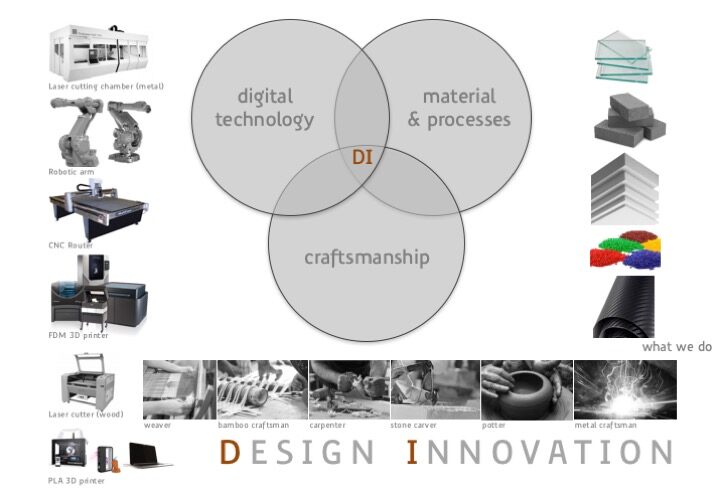 Laser cutting chamber (metal)
Robotic arm
CNC Router
FDM 3D printer
Laser cutter (wood)
PLA 3D printer
digital
technology
material
& processes
DI
craftsmanship
what we do
weaver
bamboo craftsman
carpenter
stone carver
potter
metal craftsman
DESIGN INNOVATION